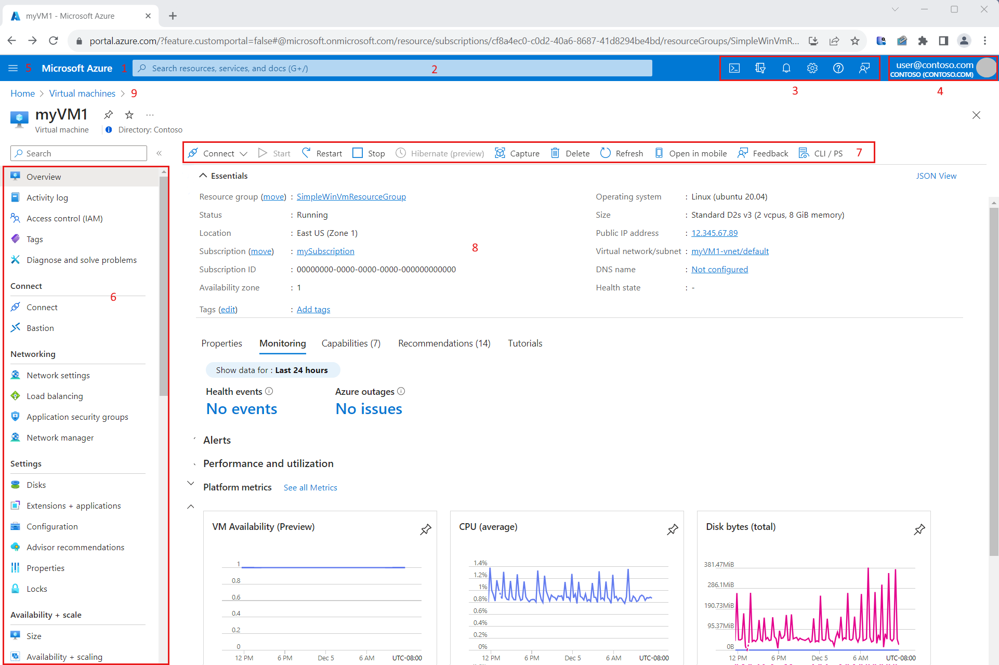 myVM1 - Microsoft Azure
portal.azure.com/?feature.customportal=false#@microsoft.onmicrosoft.com/resource/subscriptions/cf8a4ec0-c0d2-40a6-8687-41d8294be4bd/resourceGroups/SimpleWinVmR...
5 Microsoft Azure 1 Search resources, services, and docs (G+/) 2
user@contoso.com
CONTOSO (CONTOSO.COM)
3 4
Home > Virtual machines > 9
myVM1 ...
Virtual machine Directory: Contoso
Search «
Connect Start Restart Stop Hibernate (preview) Capture Delete Refresh Open in mobile Feedback CLI / PS 7
Overview
Activity log
Access control (IAM)
Tags
Diagnose and solve problems
Connect
6
Connect
Bastion
Networking
Network settings
Load balancing
Application security groups
Network manager
Settings
Disks
Extensions + applications
Configuration
Advisor recommendations
Properties
Locks
Availability + scale
Size
Availability + scaling
Essentials JSON View
Resource group (move) : SimpleWinVmResourceGroup
Status : Running
Location : East US (Zone 1)
Subscription (move) : mySubscription
Subscription ID : 00000000-0000-0000-0000-000000000000
Availability zone : 1
Tags (edit) : Add tags
8
Operating system : Linux (ubuntu 20.04)
Size : Standard D2s v3 (2 vcpus, 8 GiB memory)
Public IP address : 12.345.67.89
Virtual network/subnet : myVM1-vnet/default
DNS name : Not configured
Health state : -
Properties Monitoring Capabilities (7) Recommendations (14) Tutorials
Show data for : Last 24 hours
Health events Azure outages
No events No issues
Alerts
Performance and utilization
Platform metrics See all Metrics
VM Availability (Preview)
1
0.8
0.6
0.4
0.2
0
12 PM 6 PM Dec 5 6 AM UTC-08:00
CPU (average)
1.4%
1.2%
1%
0.8%
0.6%
0.4%
0.2%
0%
12 PM 6 PM Dec 5 6 AM UTC-08:00
Disk bytes (total)
381.47MiB
286.1MiB
190.73MiB
95.37MiB
0B
12 PM 6 PM Dec 5 6 AM UTC-08:00